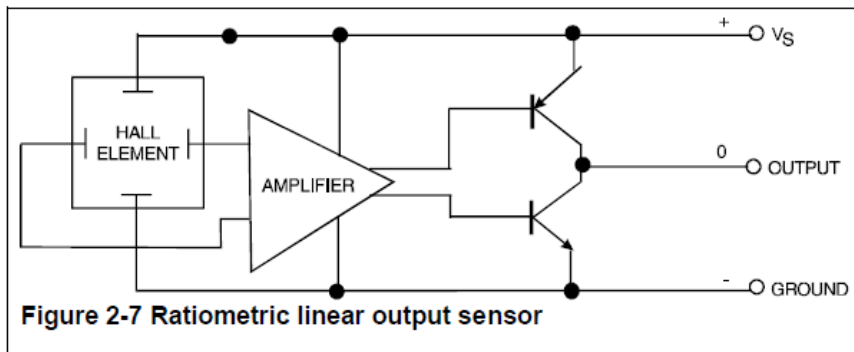 + VS
HALL
ELEMENT
AMPLIFIER
0 OUTPUT
- GROUND
Figure 2-7 Ratiometric linear output sensor